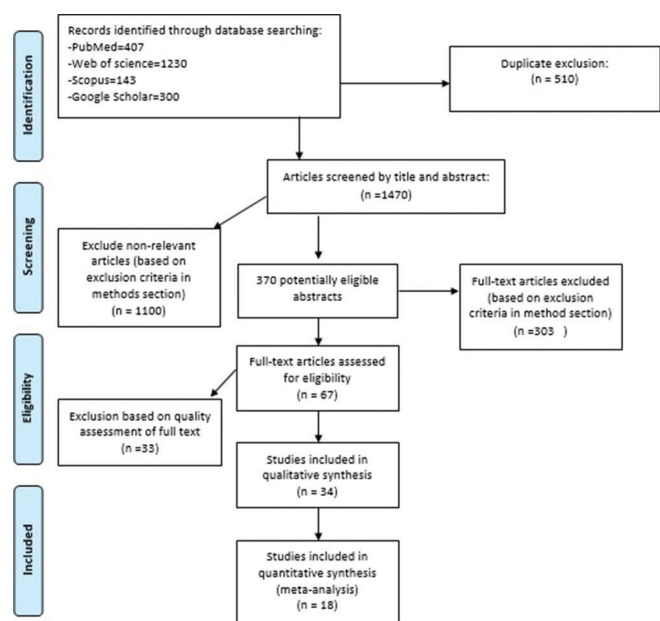 Identification
Records identified through database searching:
-PubMed=407
-Web of science=1230
-Scopus=143
-Google Scholar=300
Duplicate exclusion:
(n = 510)
Articles screened by title and abstract:
(n =1470)
Screening
Exclude non-relevant
articles (based on
exclusion criteria in
methods section)
(n = 1100)
370 potentially eligible
abstracts
Full-text articles excluded
(based on exclusion
criteria in method section)
(n =303 )
Eligibility
Full-text articles assessed
for eligibility
(n = 67)
Exclusion based on quality
assessment of full text
(n =33)
Studies included in
qualitative synthesis
(n = 34)
Included
Studies included in
quantitative synthesis
(meta-analysis)
(n = 18)